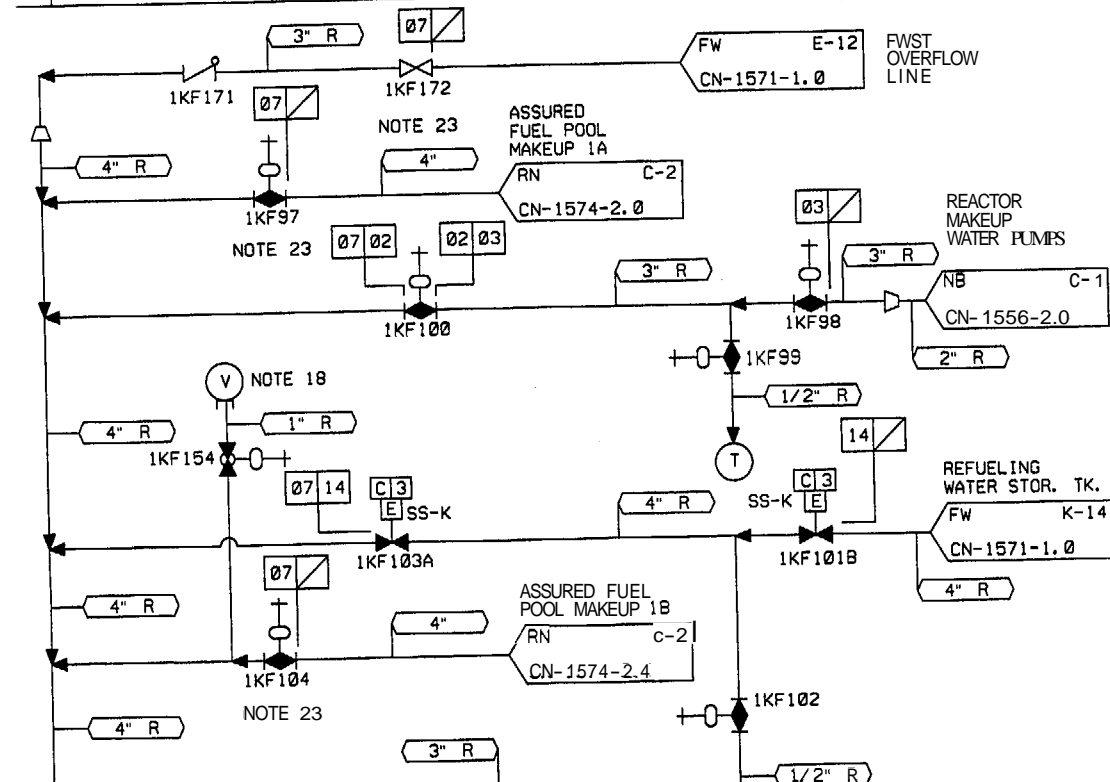 3" R
07
FW E-12
CN-1571-1.0
FWST
OVERFLOW
LINE
1KF171
1KF172
07
NOTE 23
ASSURED
FUEL POOL
MAKEUP 1A
4" R
4"
RN C-2
CN-1574-2.0
1KF97
NOTE 23
07 02
02 03
03
REACTOR
MAKEUP
WATER PUMPS
3" R
3" R
NB C-1
CN-1556-2.0
1KF100
1KF98
2" R
1KF99
V NOTE 18
1/2" R
4" R
1" R
1KF154
T
14
07 14
C 3
E
SS-K
4" R
C 3
E
SS-K
REFUELING
WATER STOR. TK.
FW K-14
CN-1571-1.0
1KF103A
1KF101B
07
4" R
4" R
ASSURED FUEL
POOL MAKEUP 1B
4"
RN c-2
CN-1574-2.4
1KF104
NOTE 23
1KF102
4" R
3" R
1/2" R